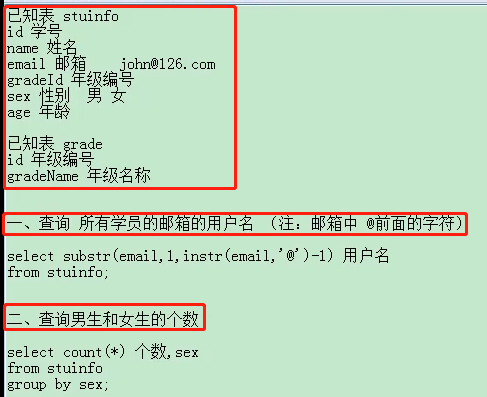 已知表 stuinfo
id 学号
name 姓名
email 邮箱 john@126.com
gradeId 年级编号
sex 性别 男 女
age 年龄
已知表 grade
id 年级编号
gradeName 年级名称
一、查询 所有学员的邮箱的用户名 （注：邮箱中 @前面的字符）
select substr(email,1,instr(email,'@')-1) 用户名
from stuinfo;
二、查询男生和女生的个数
select count(*) 个数,sex
from stuinfo
group by sex;